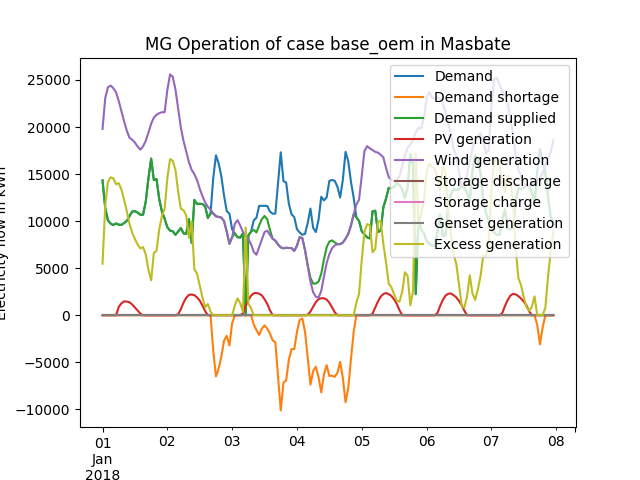 MG Operation of case base_oem in Masbate
Electricity flow in kWh
25000
20000
15000
10000
5000
0
−5000
−10000
Demand
Demand shortage
Demand supplied
PV generation
Wind generation
Storage discharge
Storage charge
Genset generation
Excess generation
01
02
03
04
05
06
07
08
Jan
2018